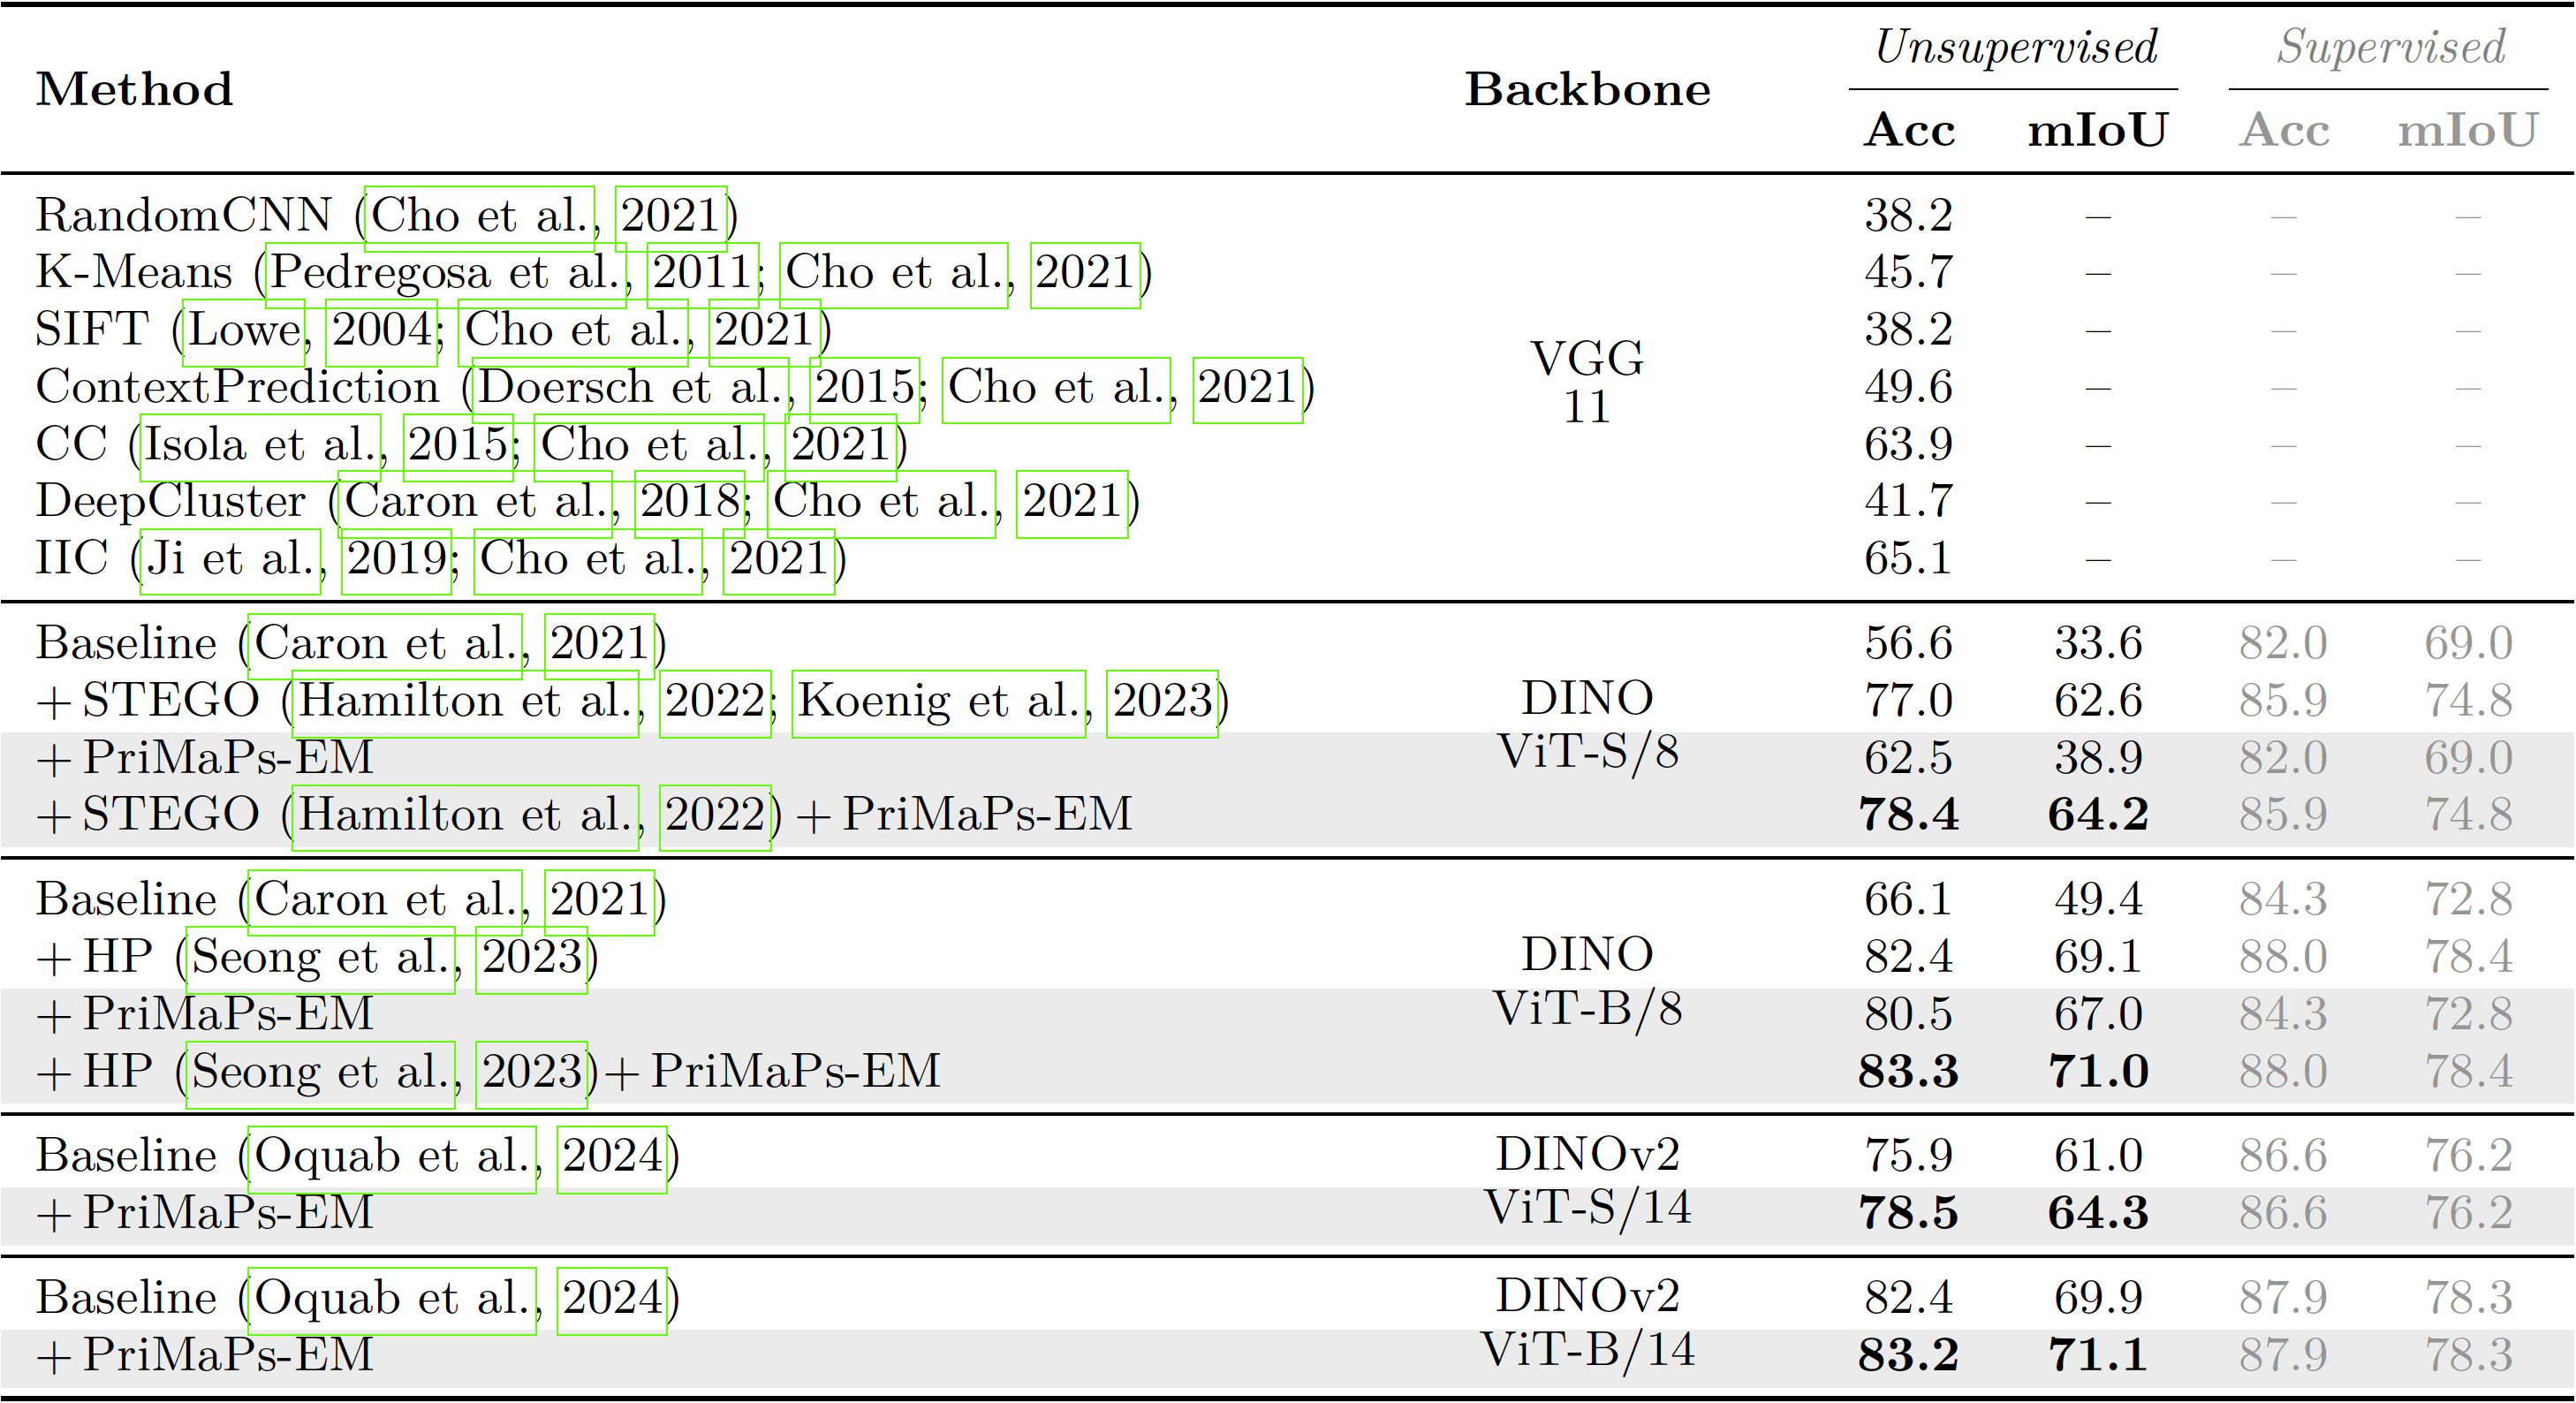 Method Backbone Unsupervised Supervised
Acc mIoU Acc mIoU
RandomCNN (Cho et al., 2021) 38.2 – – –
K-Means (Pedregosa et al., 2011; Cho et al., 2021) 45.7 – – –
SIFT (Lowe, 2004; Cho et al., 2021) 38.2 – – –
VGG
ContextPrediction (Doersch et al., 2015; Cho et al., 2021) 49.6 – – –
11
CC (Isola et al., 2015; Cho et al., 2021) 63.9 – – –
DeepCluster (Caron et al., 2018; Cho et al., 2021) 41.7 – – –
IIC (Ji et al., 2019; Cho et al., 2021) 65.1 – – –
Baseline (Caron et al., 2021) 56.6 33.6 82.0 69.0
+ STEGO (Hamilton et al., 2022; Koenig et al., 2023) DINO 77.0 62.6 85.9 74.8
+ PriMaPs-EM ViT-S/8 62.5 38.9 82.0 69.0
+ STEGO (Hamilton et al., 2022) + PriMaPs-EM 78.4 64.2 85.9 74.8
Baseline (Caron et al., 2021) 66.1 49.4 84.3 72.8
+ HP (Seong et al., 2023) DINO 82.4 69.1 88.0 78.4
+ PriMaPs-EM ViT-B/8 80.5 67.0 84.3 72.8
+ HP (Seong et al., 2023)+ PriMaPs-EM 83.3 71.0 88.0 78.4
Baseline (Oquab et al., 2024) DINOv2 75.9 61.0 86.6 76.2
+ PriMaPs-EM ViT-S/14 78.5 64.3 86.6 76.2
Baseline (Oquab et al., 2024) DINOv2 82.4 69.9 87.9 78.3
+ PriMaPs-EM ViT-B/14 83.2 71.1 87.9 78.3